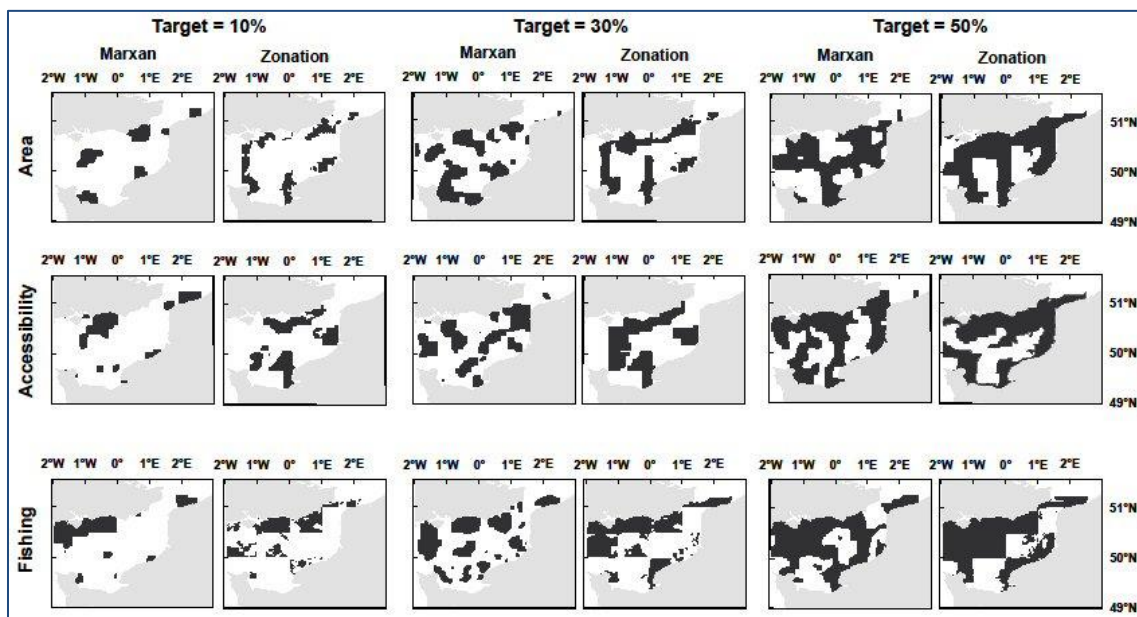 Target = 10% Target = 30% Target = 50%
Marxan Zonation Marxan Zonation Marxan Zonation
2°W 1°W 0° 1°E 2°E 2°W 1°W 0° 1°E 2°E 2°W 1°W 0° 1°E 2°E 2°W 1°W 0° 1°E 2°E 2°W 1°W 0° 1°E 2°E 2°W 1°W 0° 1°E 2°E
Area
51°N
50°N
49°N
2°W 1°W 0° 1°E 2°E 2°W 1°W 0° 1°E 2°E 2°W 1°W 0° 1°E 2°E 2°W 1°W 0° 1°E 2°E 2°W 1°W 0° 1°E 2°E 2°W 1°W 0° 1°E 2°E
Accessibility
51°N
50°N
49°N
2°W 1°W 0° 1°E 2°E 2°W 1°W 0° 1°E 2°E 2°W 1°W 0° 1°E 2°E 2°W 1°W 0° 1°E 2°E 2°W 1°W 0° 1°E 2°E 2°W 1°W 0° 1°E 2°E
Fishing
51°N
50°N
49°N